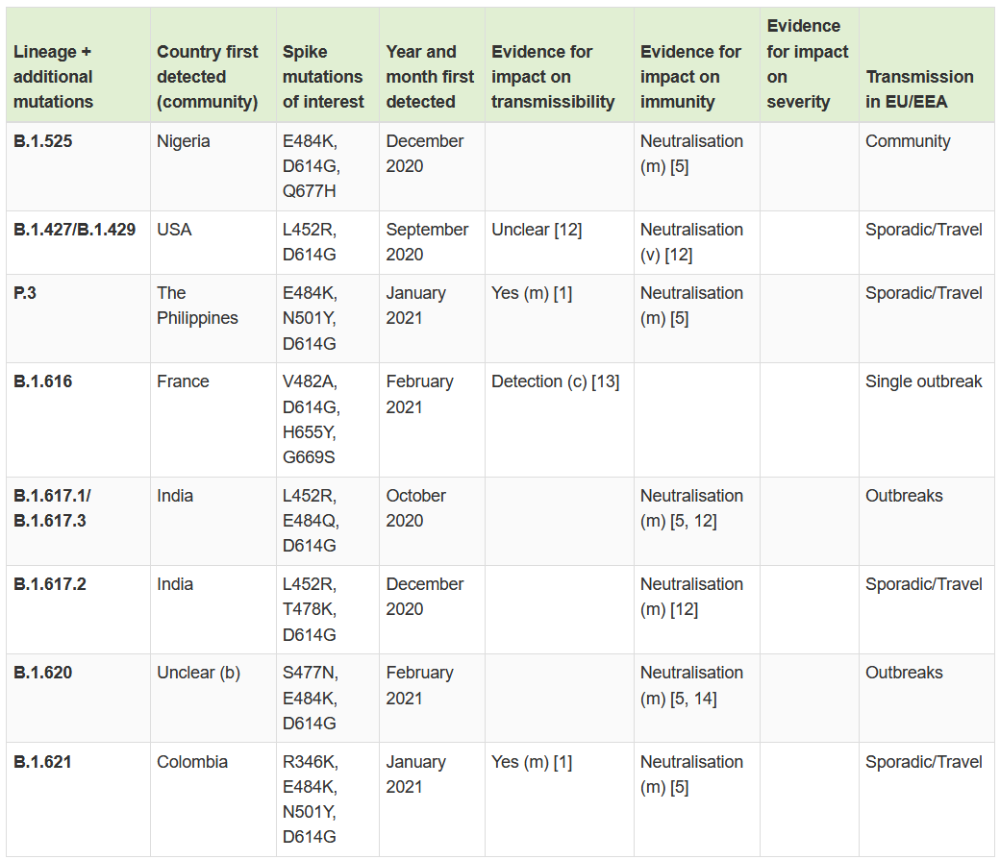 Lineage + additional mutations
Country first detected (community)
Spike mutations of interest
Year and month first detected
Evidence for impact on transmissibility
Evidence for impact on immunity
Evidence for impact on severity
Transmission in EU/EEA
B.1.525
Nigeria
E484K,
D614G,
Q677H
December
2020
Neutralisation
(m) [5]
Community
B.1.427/B.1.429
USA
L452R,
D614G
September
2020
Unclear [12]
Neutralisation
(v) [12]
Sporadic/Travel
P.3
The
Philippines
E484K,
N501Y,
D614G
January
2021
Yes (m) [1]
Neutralisation
(m) [5]
Sporadic/Travel
B.1.616
France
V482A,
D614G,
H655Y,
G669S
February
2021
Detection (c) [13]
Single outbreak
B.1.617.1/
B.1.617.3
India
L452R,
E484Q,
D614G
October
2020
Neutralisation
(m) [5, 12]
Outbreaks
B.1.617.2
India
L452R,
T478K,
D614G
December
2020
Neutralisation
(m) [12]
Sporadic/Travel
B.1.620
Unclear (b)
S477N,
E484K,
D614G
February
2021
Neutralisation
(m) [5, 14]
Outbreaks
B.1.621
Colombia
R346K,
E484K,
N501Y,
D614G
January
2021
Yes (m) [1]
Neutralisation
(m) [5]
Sporadic/Travel